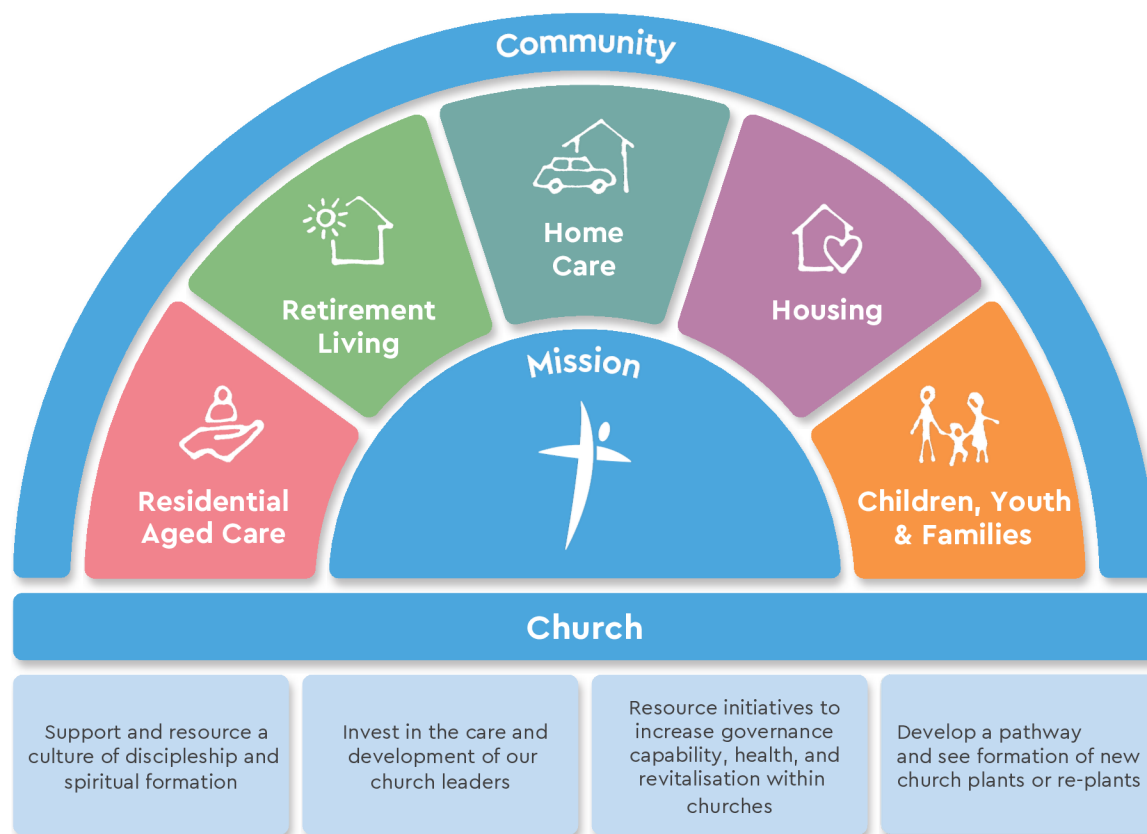 Community
Home
Care
Retirement
Living
Housing
Mission
Residential
Aged Care
Children, Youth
& Families
Church
Support and resource a
culture of discipleship and
spiritual formation
Invest in the care and
development of our
church leaders
Resource initiatives to
increase governance
capability, health, and
revitalisation within
churches
Develop a pathway
and see formation of new
church plants or re-plants